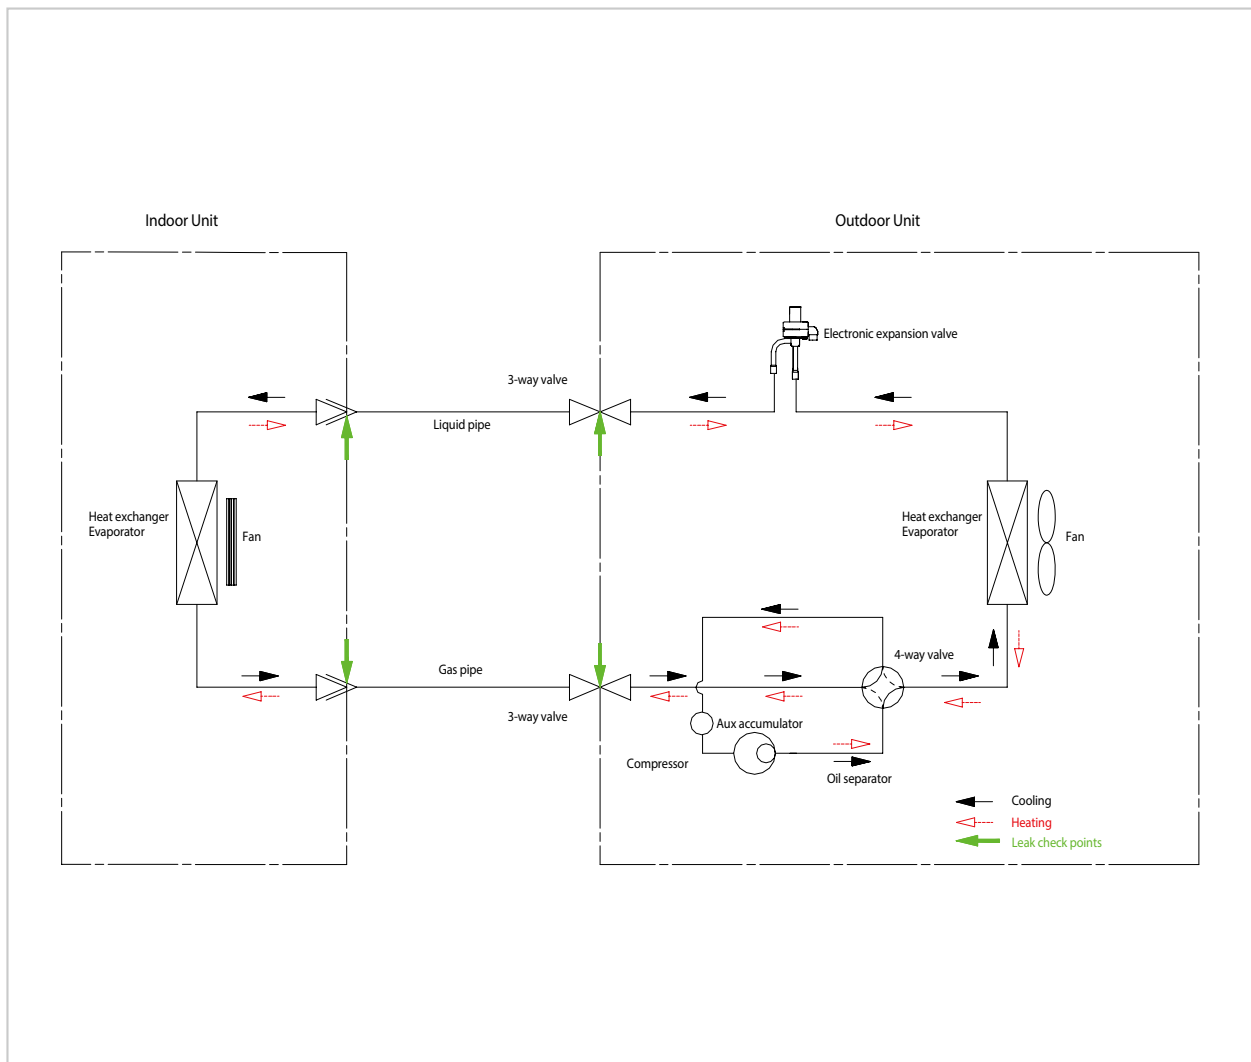 Indoor Unit
Outdoor Unit
Electronic expansion valve
3-way valve
Liquid pipe
Heat exchanger
Evaporator
Fan
Heat exchanger
Evaporator
Fan
4-way valve
Gas pipe
3-way valve
Aux accumulator
Compressor
Oil separator
Cooling
Heating
Leak check points